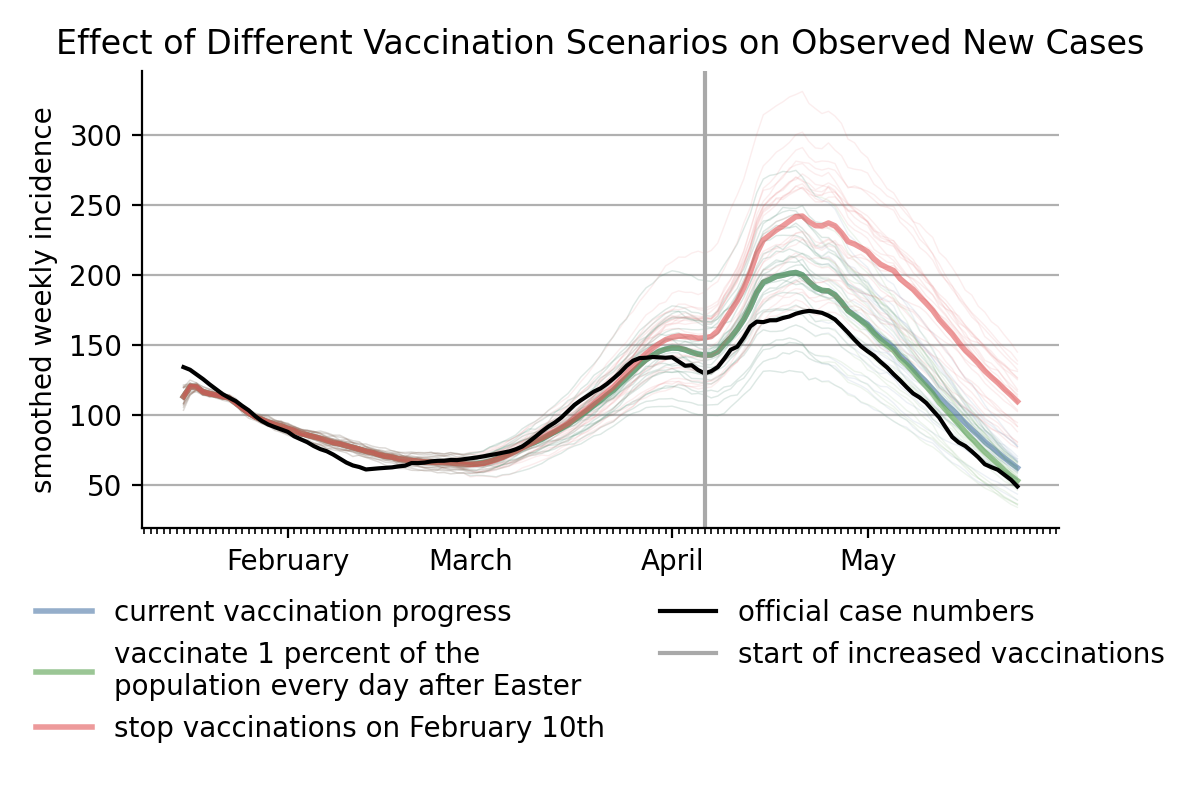 Effect of Different Vaccination Scenarios on Observed New Cases
smoothed weekly incidence
300
250
200
150
100
50
February
March
April
May
current vaccination progress
vaccinate 1 percent of the
population every day after Easter
stop vaccinations on February 10th
official case numbers
start of increased vaccinations